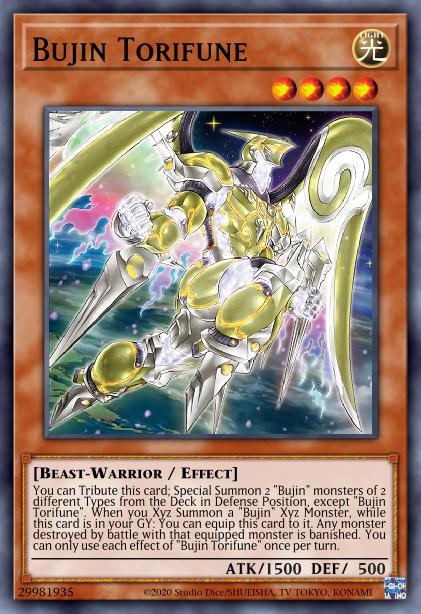 BUJIN TORIFUNE
LIGHT
光
[BEAST-WARRIOR / EFFECT]
You can Tribute this card; Special Summon 2 "Bujin" monsters of 2
different Types from the Deck in Defense Position, except "Bujin
Torifune". When you Xyz Summon a "Bujin" Xyz Monster, while
this card is in your GY: You can equip this card to it. Any monster
destroyed by battle with that equipped monster is banished. You
can only use each effect of "Bujin Torifune" once per turn.
ATK/1500 DEF/ 500
29981935
©2020 Studio Dice/SHUEISHA, TV TOKYO, KONAMI